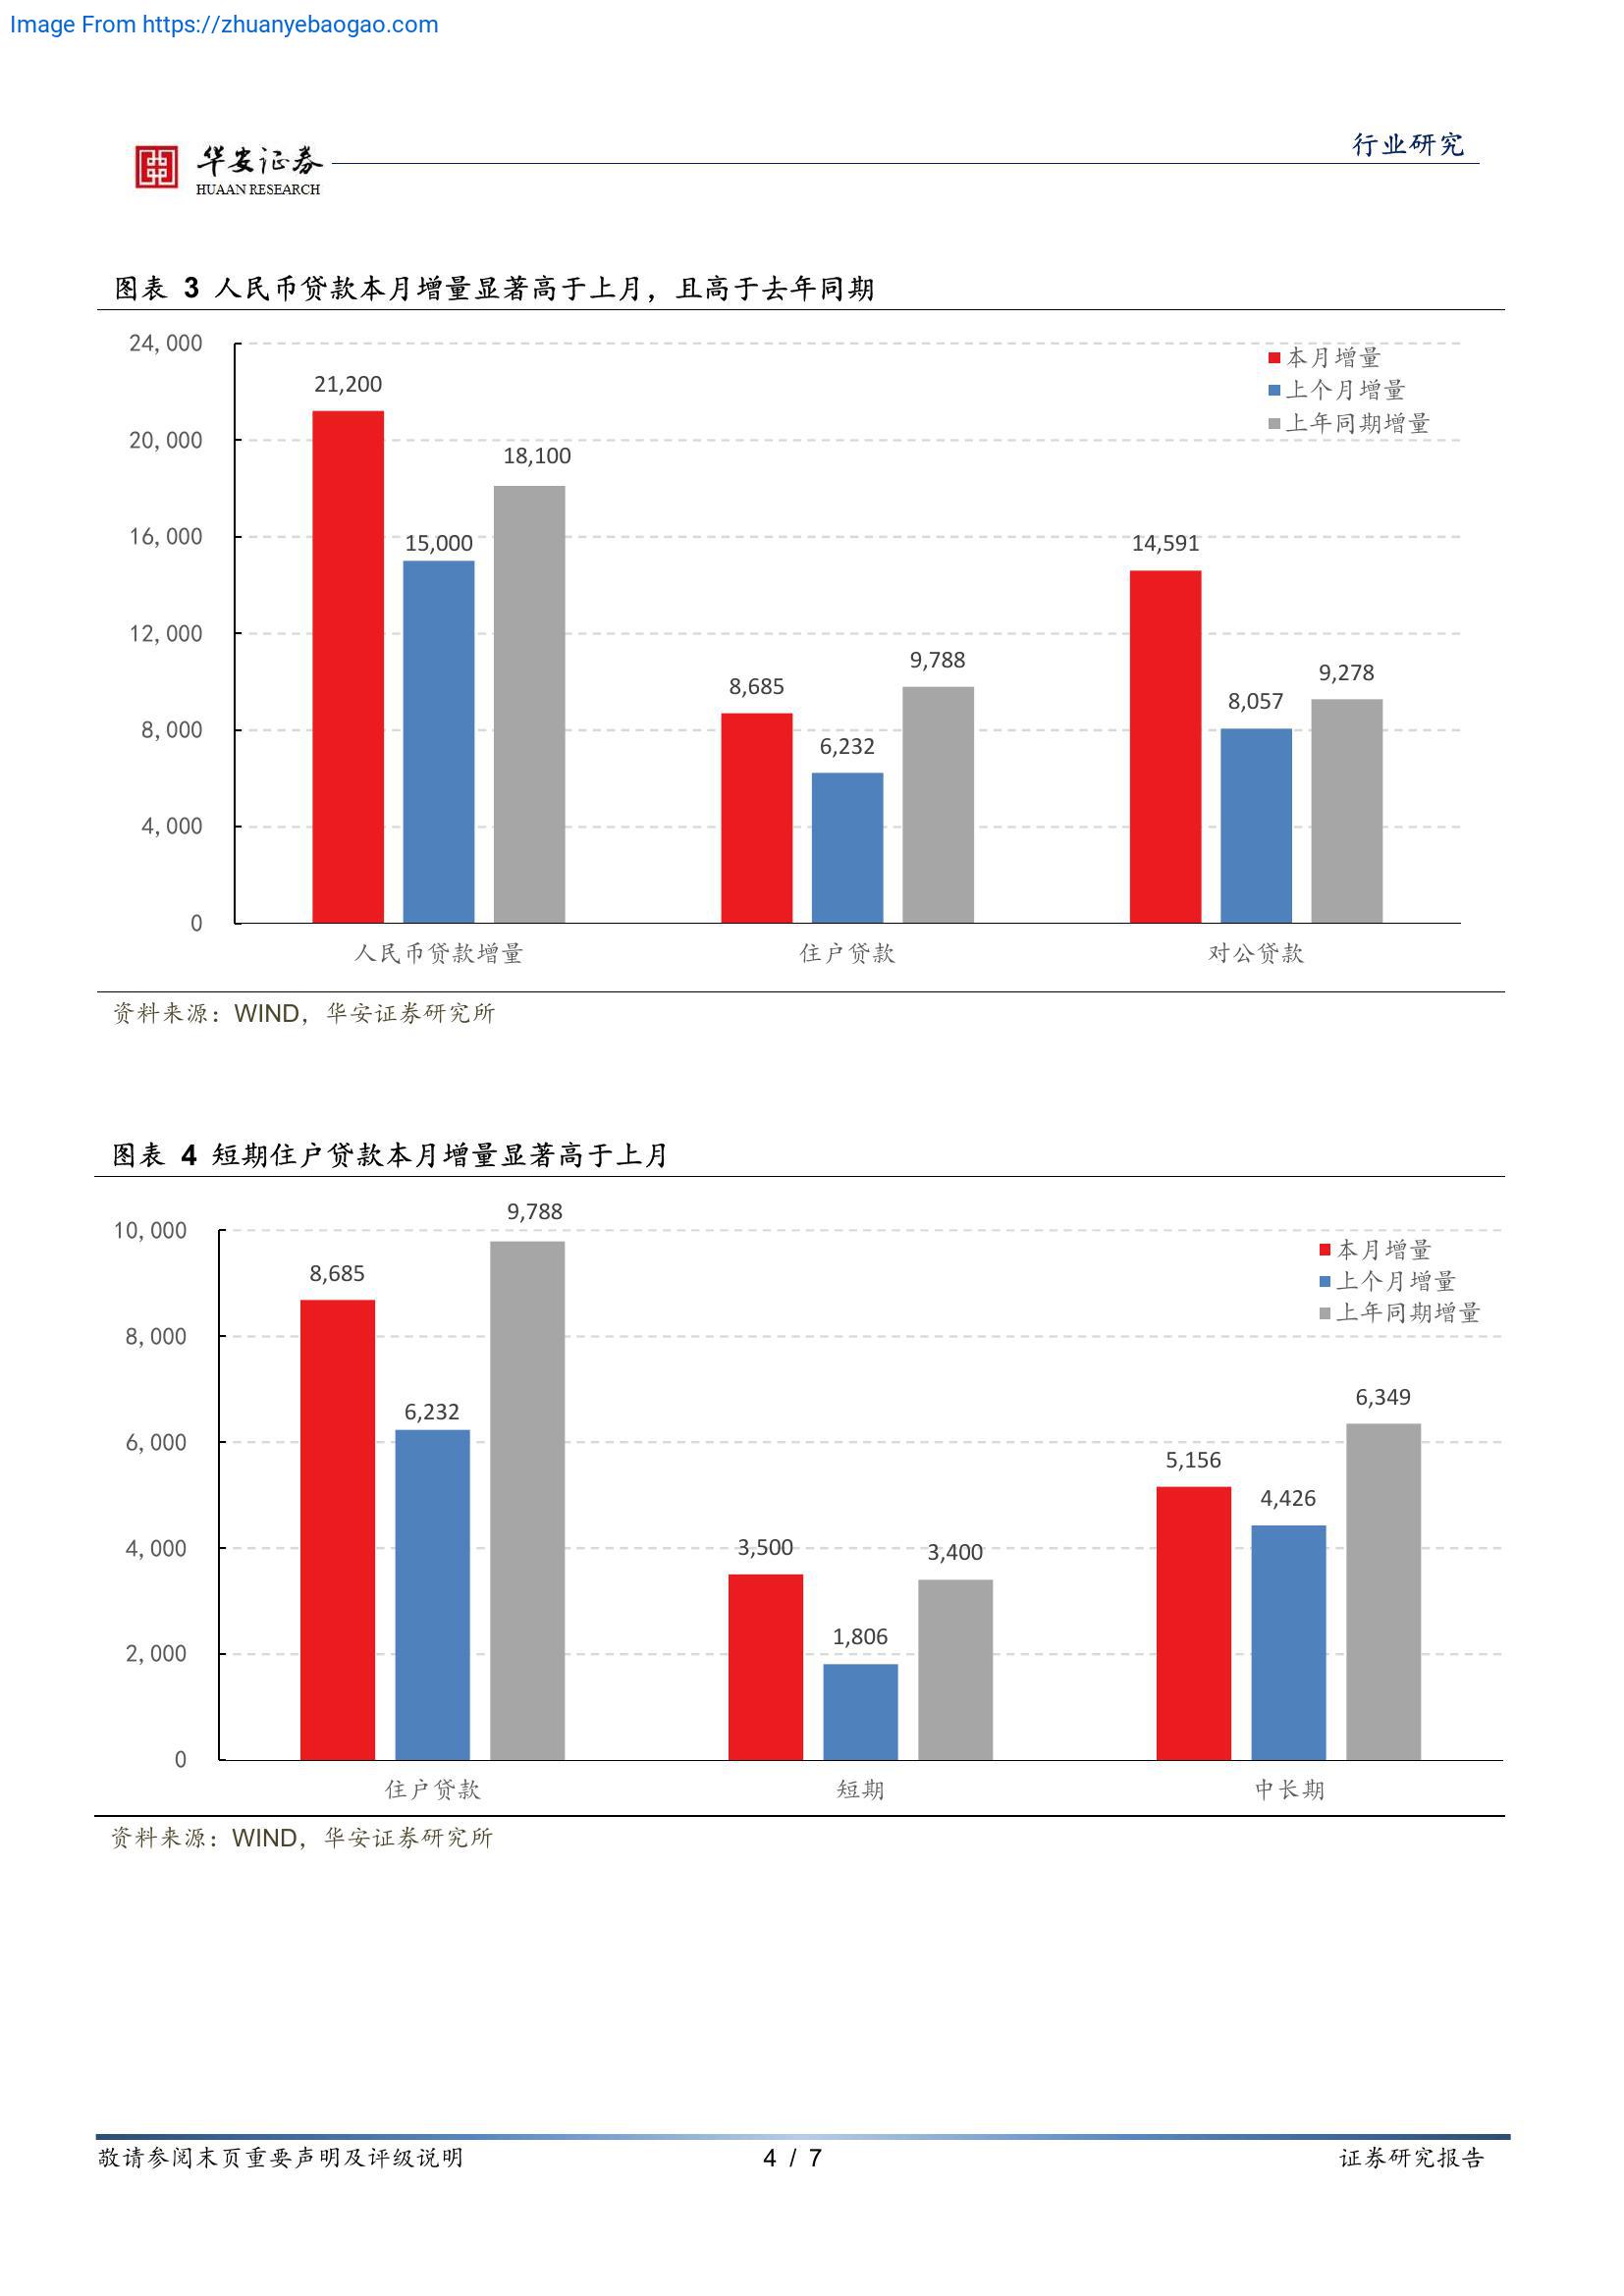 Image From https://zhuanyebaogao.com
行业研究
华安证券
HUAAN RESEARCH
图表 3 人民币贷款本月增量显著高于上月，且高于去年同期
24,000
20,000
16,000
12,000
8,000
4,000
0
本月增量
上个月增量
上年同期增量
21,200
15,000
18,100
8,685
6,232
9,788
14,591
8,057
9,278
人民币贷款增量
住户贷款
对公贷款
资料来源：WIND，华安证券研究所
图表 4 短期住户贷款本月增量显著高于上月
10,000
8,000
6,000
4,000
2,000
0
本月增量
上个月增量
上年同期增量
8,685
6,232
9,788
3,500
1,806
3,400
5,156
4,426
6,349
住户贷款
短期
中长期
资料来源：WIND，华安证券研究所
敬请参阅末页重要声明及评级说明
4 / 7
证券研究报告